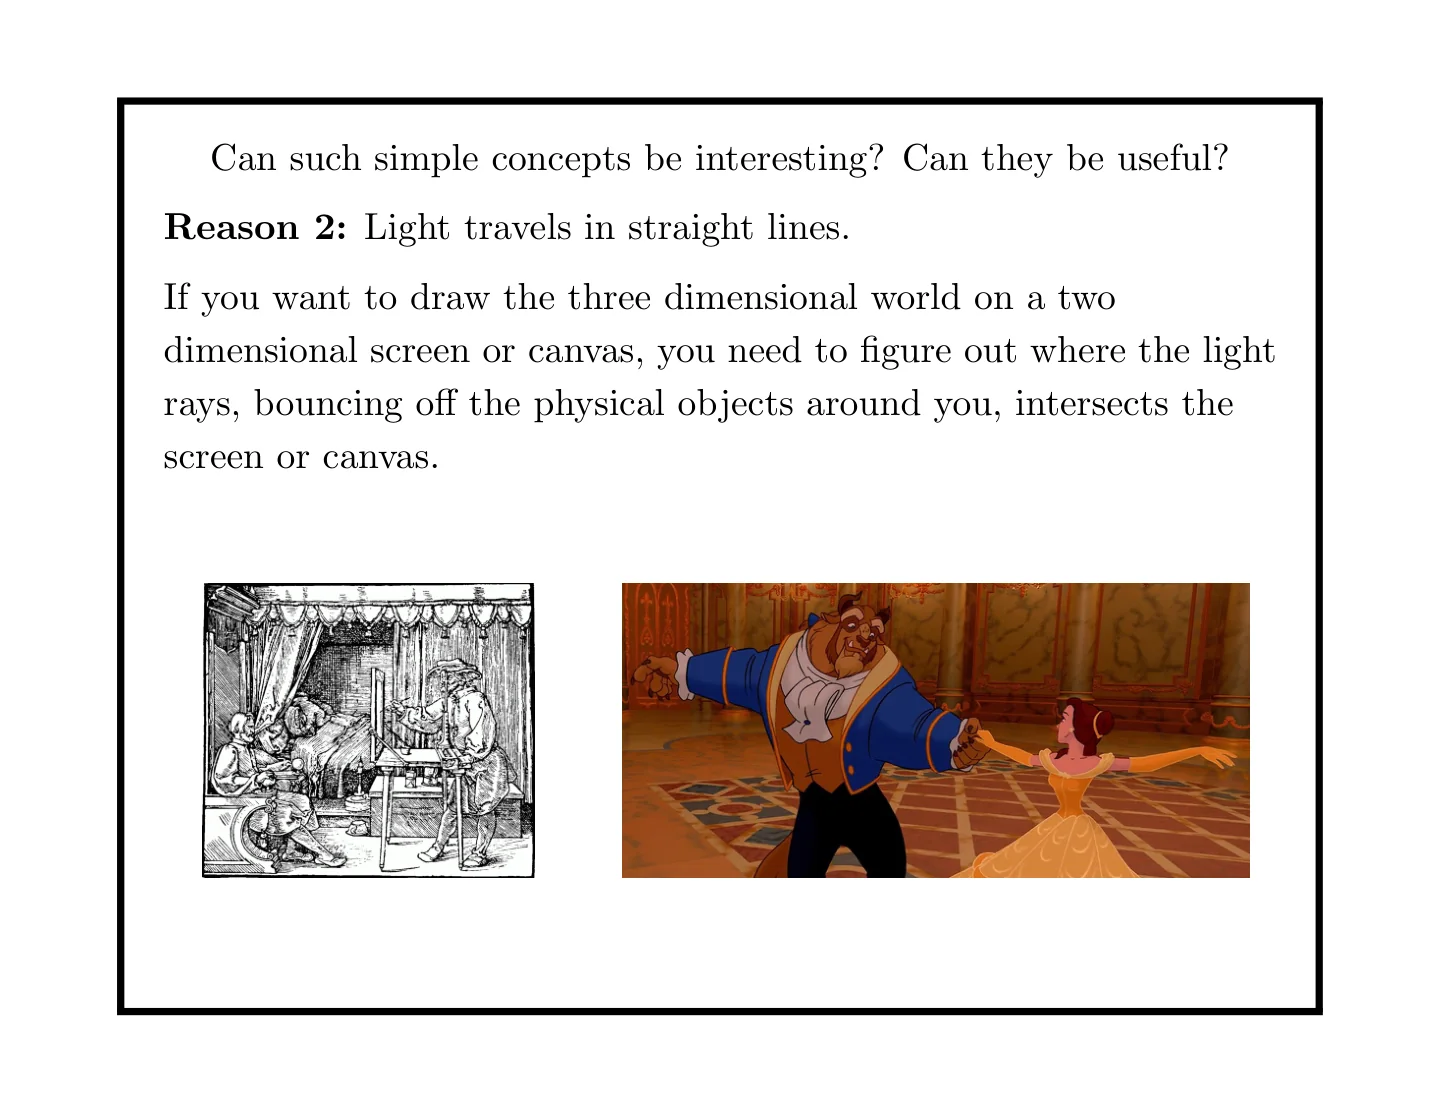 Can such simple concepts be interesting? Can they be useful?
Reason 2: Light travels in straight lines.
If you want to draw the three dimensional world on a two
dimensional screen or canvas, you need to figure out where the light
rays, bouncing off the physical objects around you, intersects the
screen or canvas.